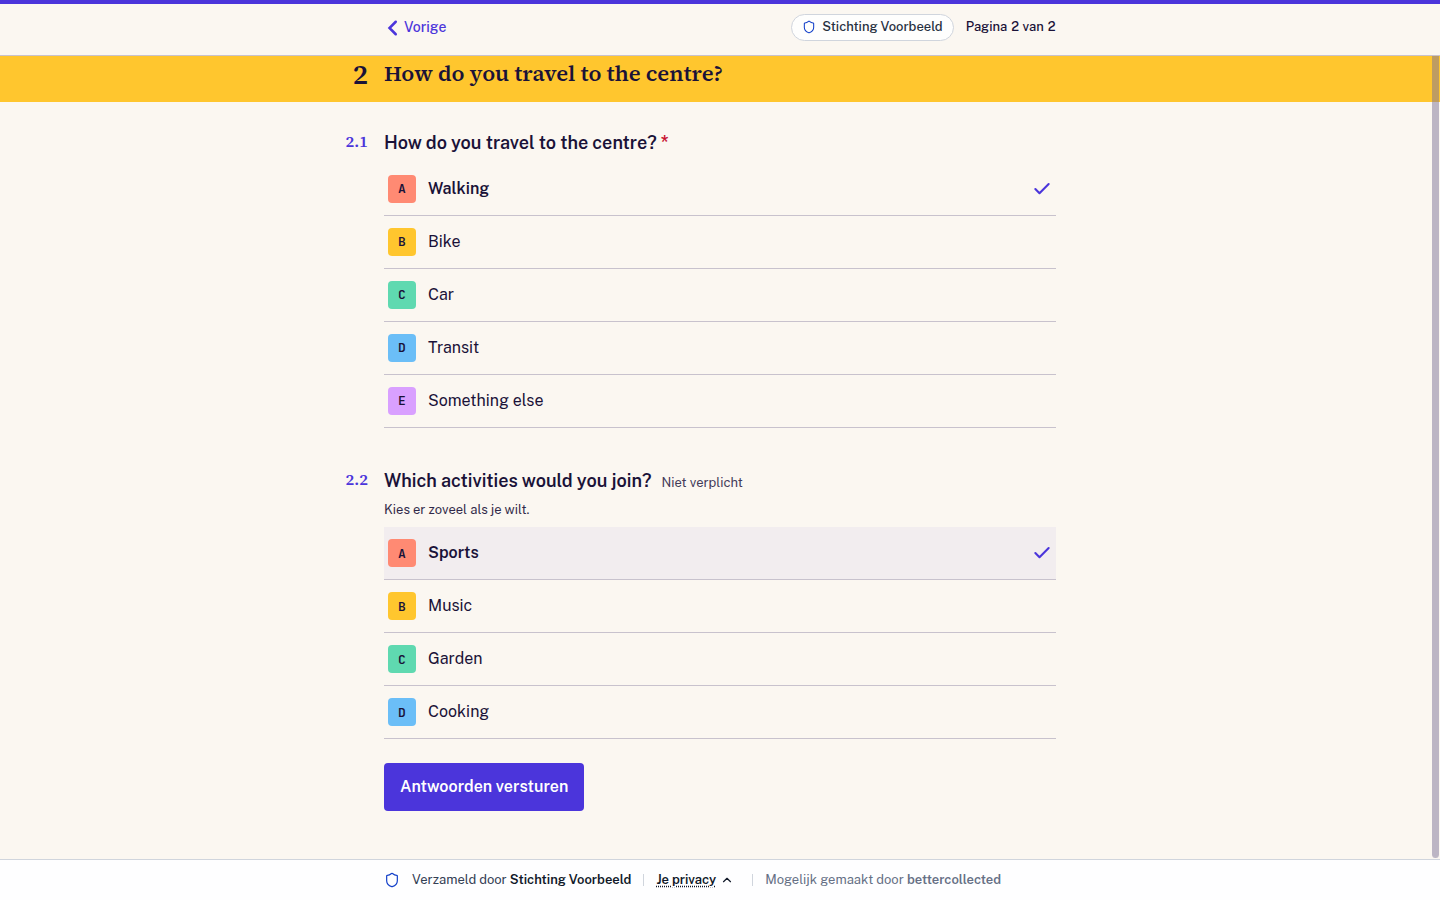 Vorige
Stichting Voorbeeld
Pagina 2 van 2
2 How do you travel to the centre?
2.1 How do you travel to the centre? *
A Walking
B Bike
C Car
D Transit
E Something else
2.2 Which activities would you join? Niet verplicht
Kies er zoveel als je wilt.
A Sports
B Music
C Garden
D Cooking
Antwoorden versturen
Verzameld door Stichting Voorbeeld Je privacy Mogelijk gemaakt door bettercollected